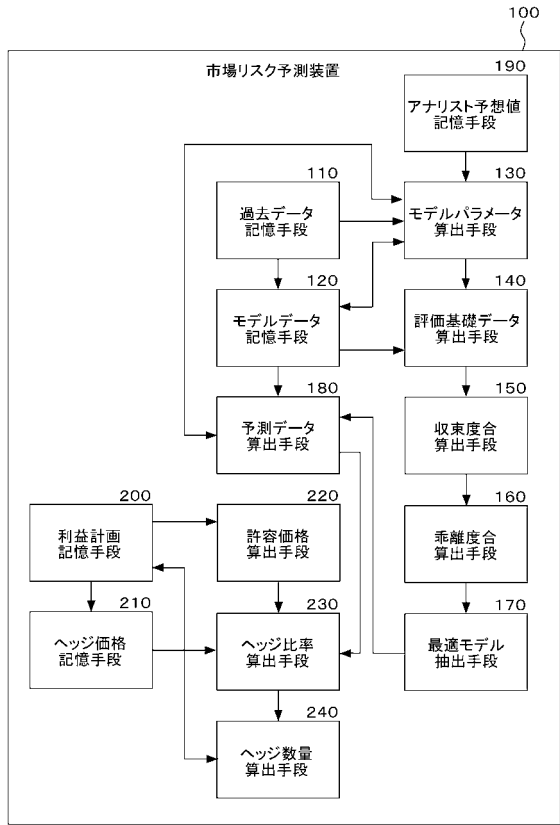 100
市場リスク予測装置
190
アナリスト予想値
記憶手段
110
過去データ
記憶手段
130
モデルパラメータ
算出手段
120
モデルデータ
記憶手段
140
評価基礎データ
算出手段
180
予測データ
算出手段
150
収束度合
算出手段
200
利益計画
記憶手段
220
許容価格
算出手段
160
乖離度合
算出手段
210
ヘッジ価格
記憶手段
230
ヘッジ比率
算出手段
170
最適モデル
抽出手段
240
ヘッジ数量
算出手段